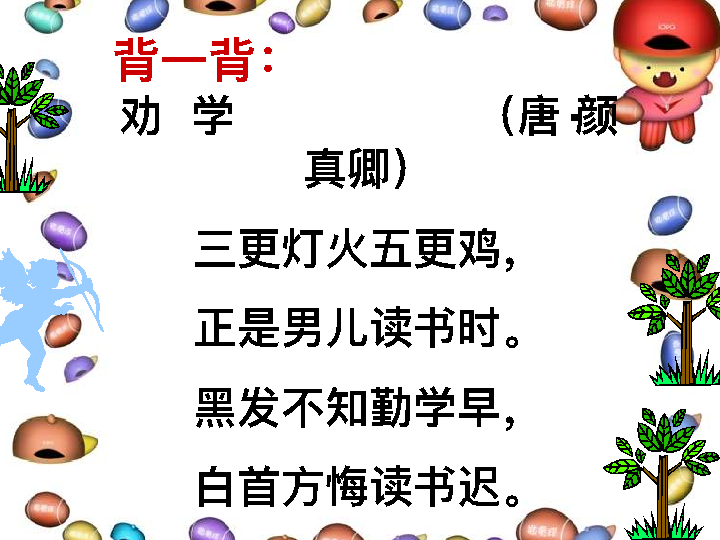 背一背：
劝 学 （唐·颜
真卿）
三更灯火五更鸡，
正是男儿读书时。
黑发不知勤学早，
白首方悔读书迟。